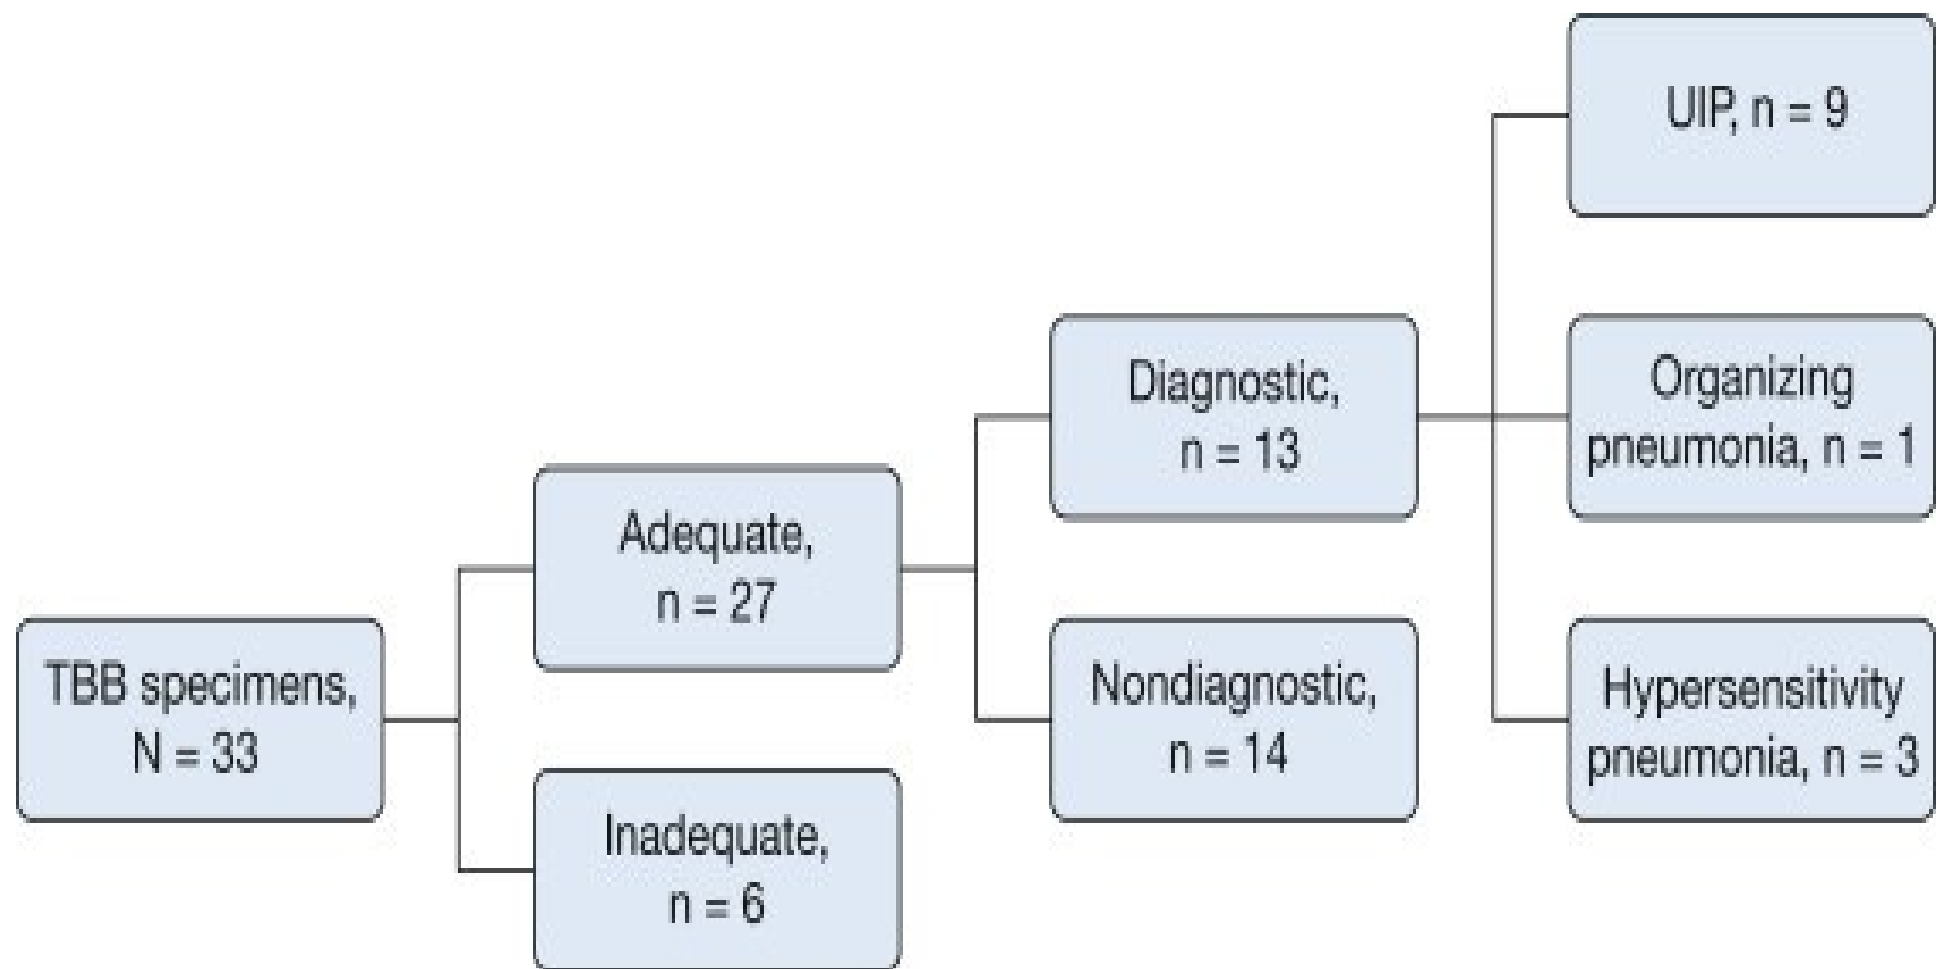 TBB specimens,
N = 33
Adequate,
n = 27
Inadequate,
n = 6
Diagnostic,
n = 13
Nondiagnostic,
n = 14
UIP, n = 9
Organizing
pneumonia, n = 1
Hypersensitivity
pneumonia, n = 3